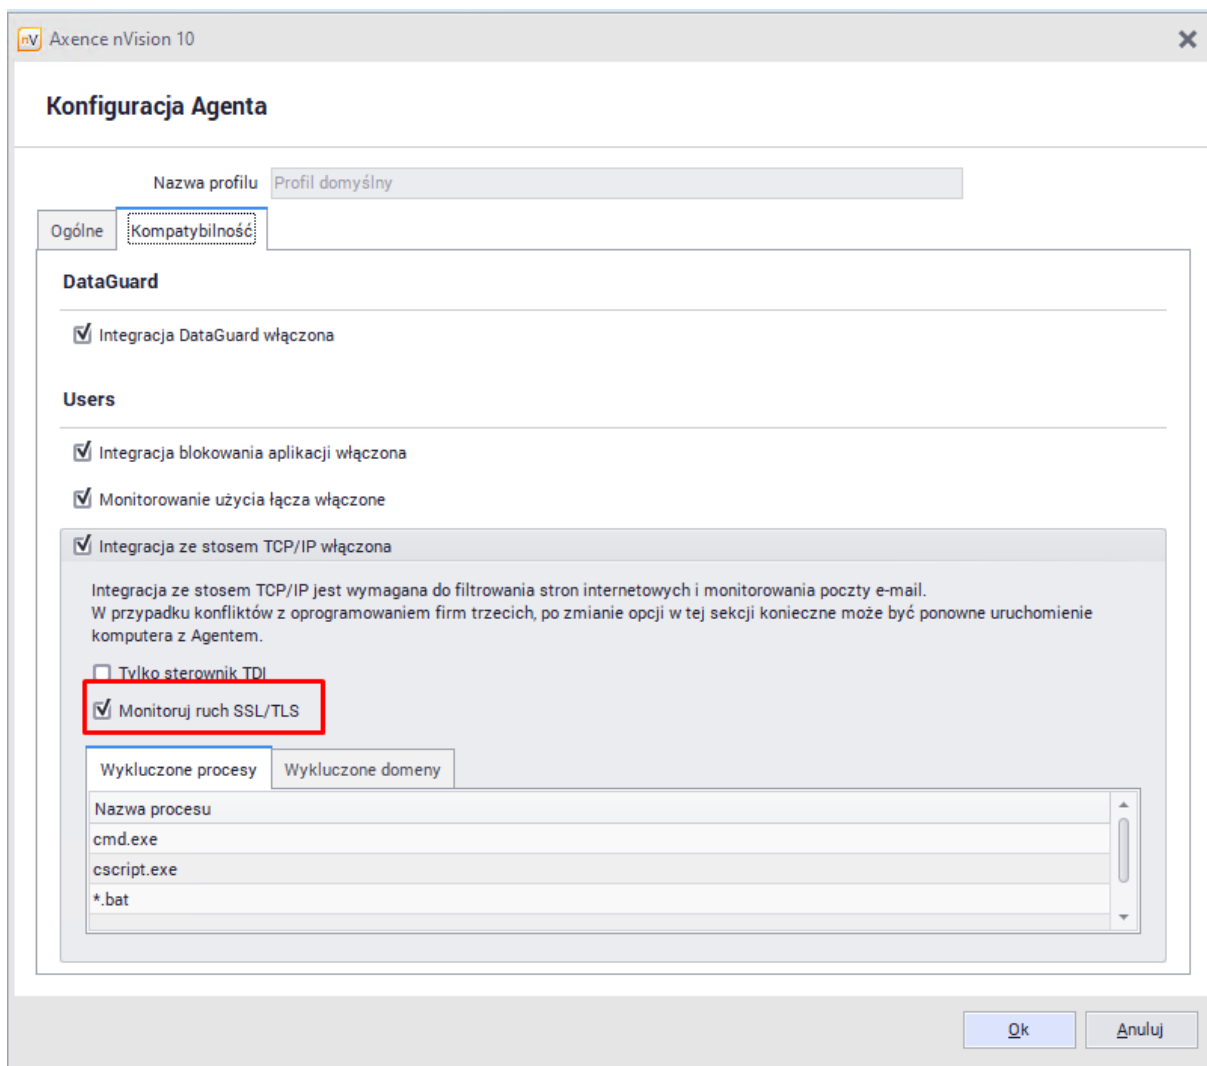 nV Axence nVision 10
Konfiguracja Agenta
Nazwa profilu Profil domyślny
Ogólne Kompatybilność
DataGuard
Integracja DataGuard włączona
Users
Integracja blokowania aplikacji włączona
Monitorowanie użycia łącza włączone
Integracja ze stosem TCP/IP włączona
Integracja ze stosem TCP/IP jest wymagana do filtrowania stron internetowych i monitorowania poczty e-mail.
W przypadku konfliktów z oprogramowaniem firm trzecich, po zmianie opcji w tej sekcji konieczne może być ponowne uruchomienie
komputera z Agentem.
Tylko sterownik TDI
Monitoruj ruch SSL/TLS
Wykluczone procesy Wykluczone domeny
Nazwa procesu
cmd.exe
cscript.exe
*.bat
Ok Anuluj